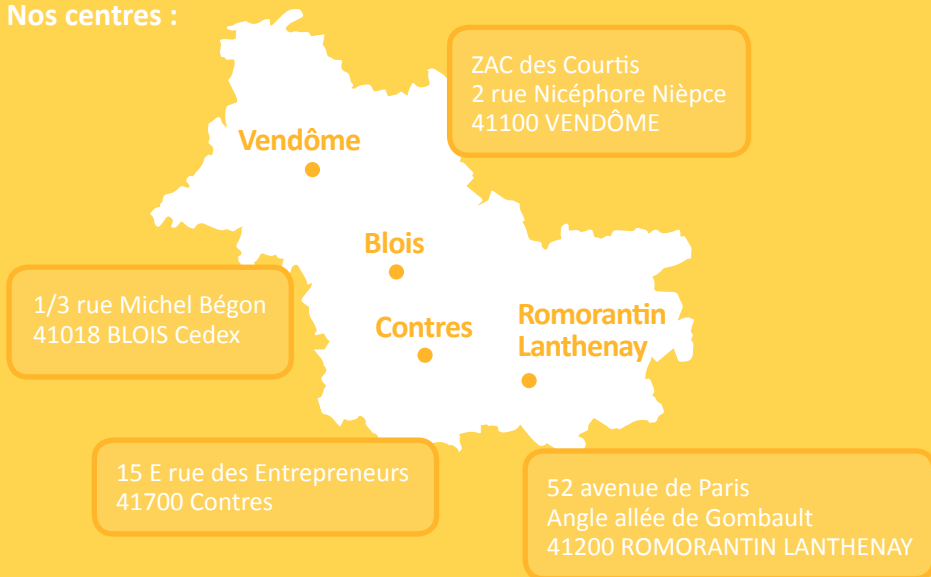 Nos centres :
ZAC des Courtis
2 rue Nicéphore Nièpce
41100 VENDÔME
Vendôme
Blois
1/3 rue Michel Bégon
41018 BLOIS Cedex
Contres
Romorantin
Lanthenay
15 E rue des Entrepreneurs
41700 Contres
52 avenue de Paris
Angle allée de Gombault
41200 ROMORANTIN LANTHENAY